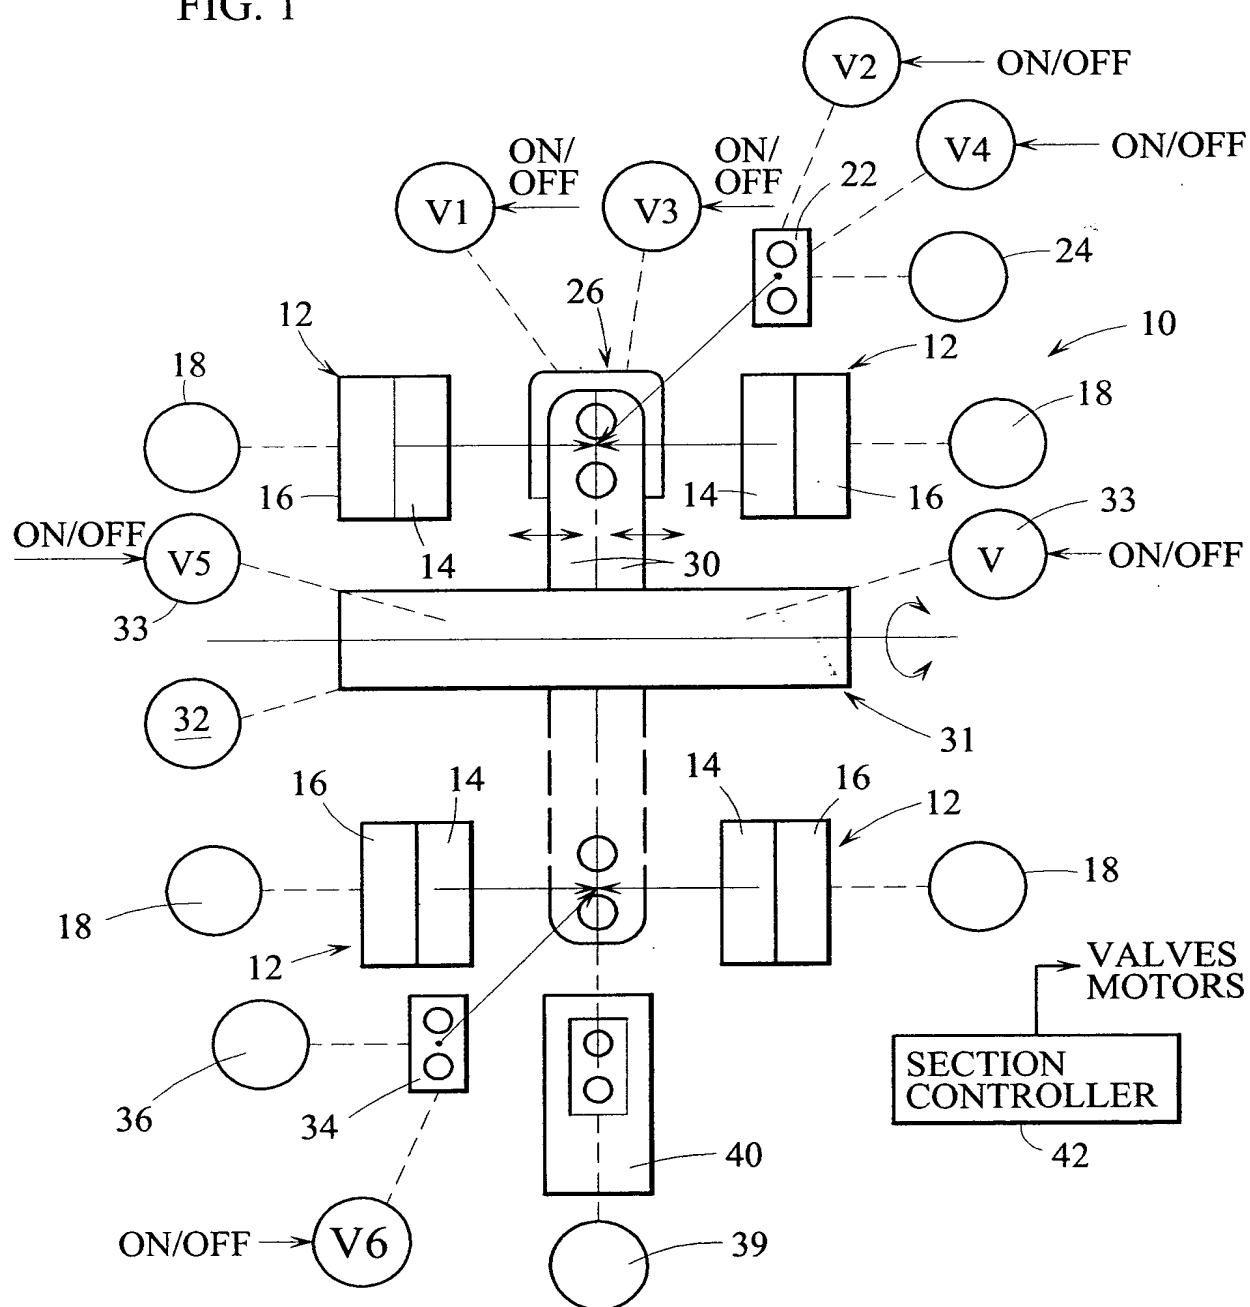 FIG. 1
V2
ON/OFF
V4
ON/OFF
ON/
OFF
ON/
OFF
V1
V3
22
24
26
12
12
10
18
18
16
14
14
16
33
ON/OFF
V5
30
V
ON/OFF
33
32
31
16
14
14
16
12
18
18
12
VALVES
MOTORS
36
34
SECTION
CONTROLLER
40
42
ON/OFF
V6
39